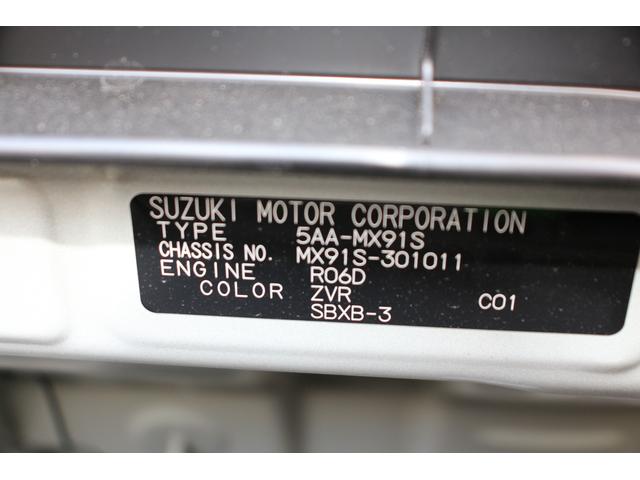 SUZUKI MOTOR CORPORATION
TYPE 5AA-MX91S
CHASSIS NO. MX91S-301011
ENGINE R06D
COLOR ZVR C01
SBXB-3